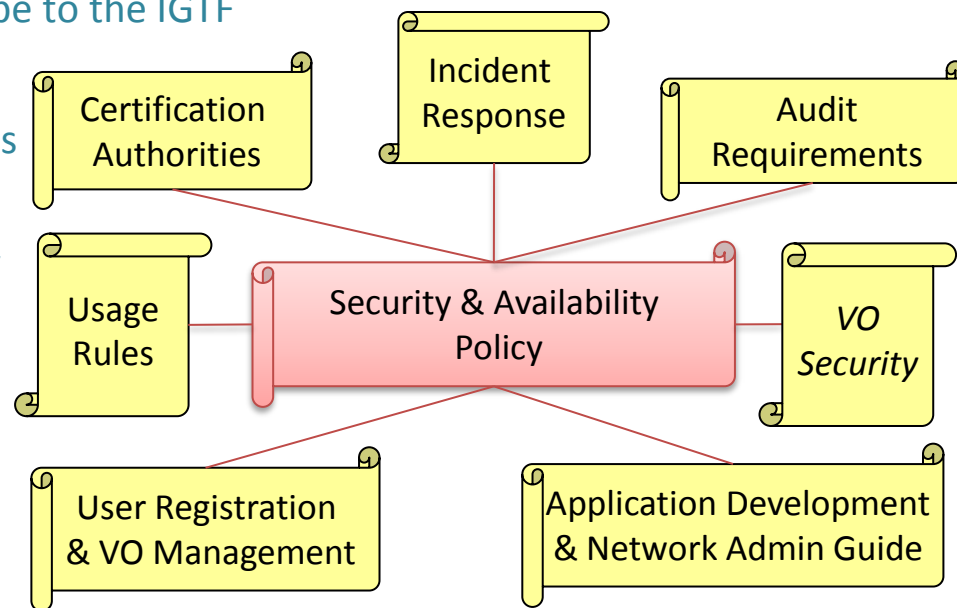 be to the IGTF
Certification
Authorities
Incident
Response
Audit
Requirements
s
Usage
Rules
Security & Availability
Policy
VO
Security
User Registration
& VO Management
Application Development
& Network Admin Guide